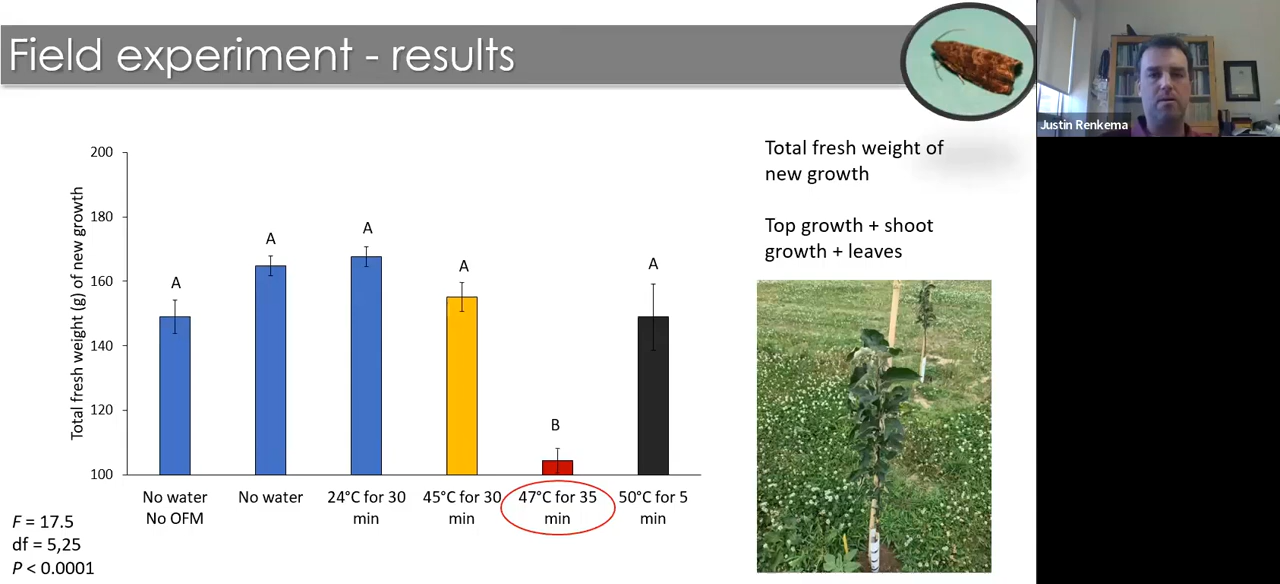 Field experiment - results
Justin Renkema
Total fresh weight of
new growth
Top growth + shoot
growth + leaves
Total fresh weight (g) of new growth
200
180
160
140
120
100
A
A
A
A
B
A
No water
No OFM
No water
24°C for 30
min
45°C for 30
min
47°C for 35
min
50°C for 5
min
F = 17.5
df = 5,25
P < 0.0001